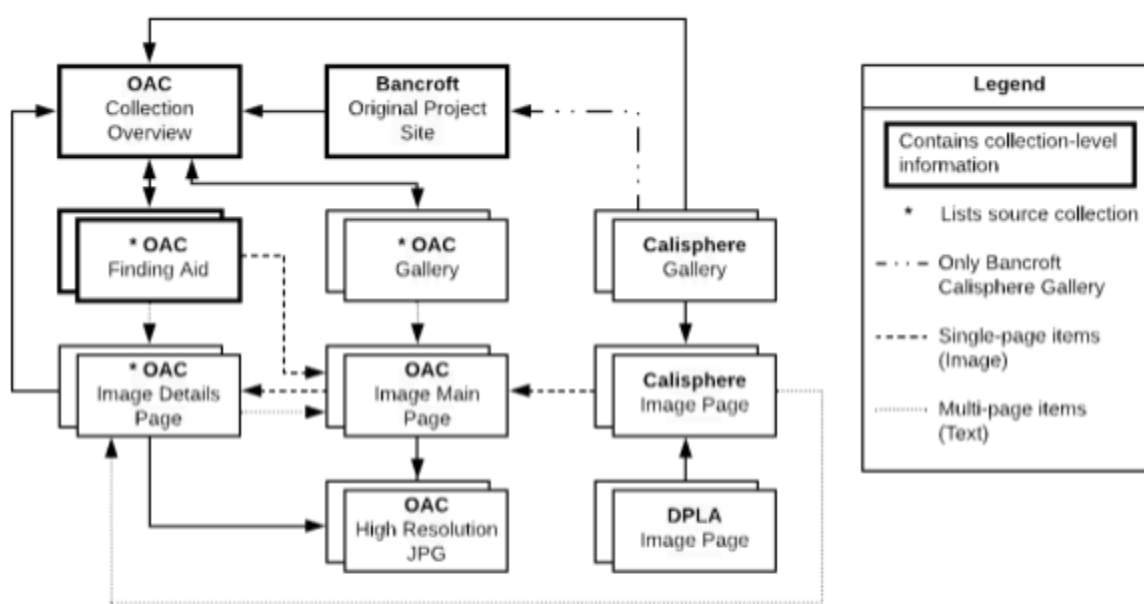 OAC
Collection
Overview
Bancroft
Original Project
Site
* OAC
Finding Aid
* OAC
Gallery
Calisphere
Gallery
* OAC
Image Details
Page
OAC
Image Main
Page
Calisphere
Image Page
OAC
High Resolution
JPG
DPLA
Image Page
Legend
Contains collection-level
information
* Lists source collection
Only Bancroft
Calisphere Gallery
Single-page items
(Image)
Multi-page items
(Text)